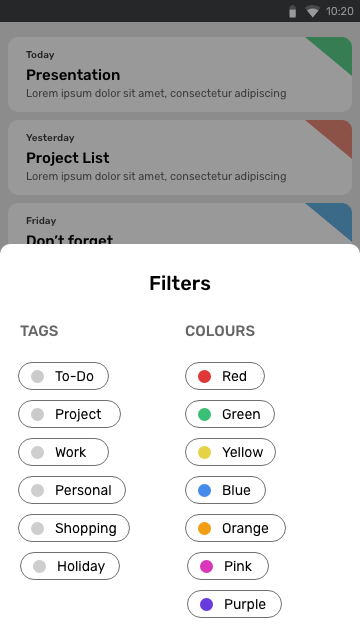 10:20
Today
Presentation
Lorem ipsum dolor sit amet, consectetur adipiscing
Yesterday
Project List
Lorem ipsum dolor sit amet, consectetur adipiscing
Friday
Don't forget
Filters
TAGS
To-Do
Project
Work
Personal
Shopping
Holiday
COLOURS
Red
Green
Yellow
Blue
Orange
Pink
Purple